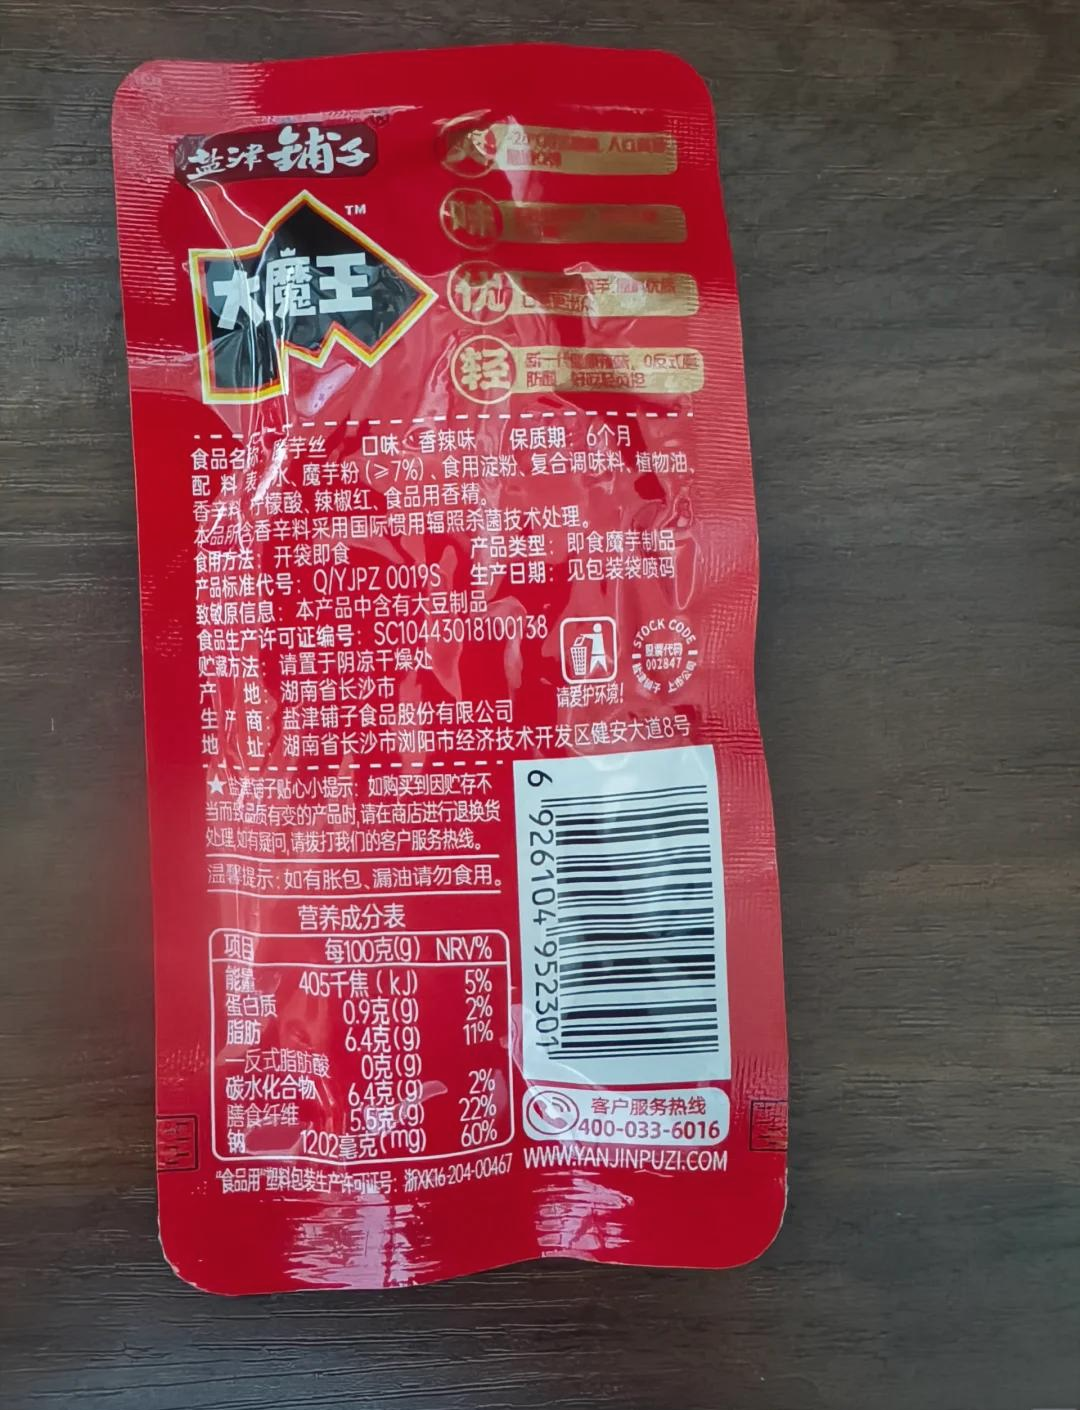 盐津铺子
大魔王
TM
爽
味
优
轻
食品名称：魔芋丝 口味：香辣味 保质期：6个月
配料表：水、魔芋粉(≥7%)、食用淀粉、复合调味料、植物油、
香辛料、柠檬酸、辣椒红、食品用香精。
本品所含香辛料采用国际惯用辐照杀菌技术处理。
食用方法：开袋即食 产品类型：即食魔芋制品
产品标准代号：Q/YJPZ 0019S 生产日期：见包装袋喷码
致敏原信息：本产品中含有大豆制品
食品生产许可证编号：SC10443018100138
贮藏方法：请置于阴凉干燥处
产地：湖南省长沙市
生产商：盐津铺子食品股份有限公司
地址：湖南省长沙市浏阳市经济技术开发区健安大道8号
请爱护环境!
STOCK CODE
股票代码
002847
盐津铺子 上市公司
★盐津铺子贴心小提示：如购买到因贮存不
当而致品质有变的产品时,请在商店进行退换货
处理,如有疑问,请拨打我们的客户服务热线。
温馨提示:如有胀包、漏油请勿食用。
营养成分表
项目 每100克(g) NRV%
能量 405千焦(kJ) 5%
蛋白质 0.9克(g) 2%
脂肪 6.4克(g) 11%
—反式脂肪酸 0克(g)
碳水化合物 6.4克(g) 2%
膳食纤维 5.5克(g) 22%
钠 1202毫克(mg) 60%
"食品用"塑料包装生产许可证号：浙XK16-204-00467
6 926104 952301
客户服务热线
400-033-6016
WWW.YANJINPUZI.COM